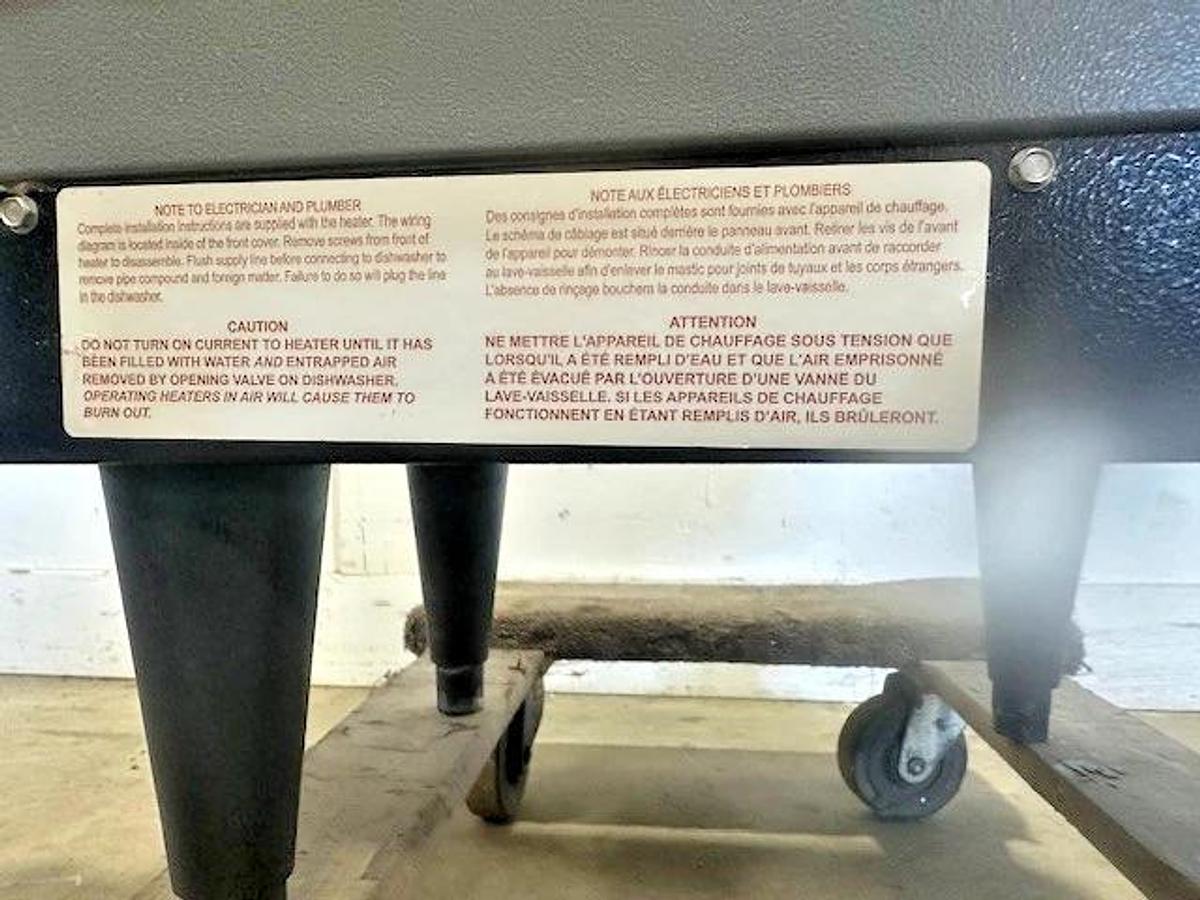 NOTE TO ELECTRICIAN AND PLUMBER
Complete installation instructions are supplied with the heater. The wiring
diagram is located inside of the front cover. Remove screws from front of
heater to disassemble. Flush supply line before connecting to dishwasher to
remove pipe compound and foreign matter. Failure to do so will plug the line
in the dishwasher.
CAUTION
DO NOT TURN ON CURRENT TO HEATER UNTIL IT HAS
BEEN FILLED WITH WATER AND ENTRAPPED AIR
REMOVED BY OPENING VALVE ON DISHWASHER.
OPERATING HEATERS IN AIR WILL CAUSE THEM TO
BURN OUT.
NOTE AUX ÉLECTRICIENS ET PLOMBIERS
Des consignes d'installation complètes sont fournies avec l'appareil de chauffage.
Le schéma de câblage est situé derrière le panneau avant. Retirer les vis de l'avant
de l'appareil pour démonter. Rincer la conduite d'alimentation avant de raccorder
au lave-vaisselle afin d'enlever le mastic pour joints de tuyaux et les corps étrangers.
L'absence de rinçage bouchera la conduite dans le lave-vaisselle.
ATTENTION
NE METTRE L'APPAREIL DE CHAUFFAGE SOUS TENSION QUE
LORSQU'IL A ÉTÉ REMPLI D'EAU ET QUE L'AIR EMPRISONNÉ
A ÉTÉ ÉVACUÉ PAR L'OUVERTURE D'UNE VANNE DU
LAVE-VAISSELLE. SI LES APPAREILS DE CHAUFFAGE
FONCTIONNENT EN ÉTANT REMPLIS D'AIR, ILS BRÛLERONT.